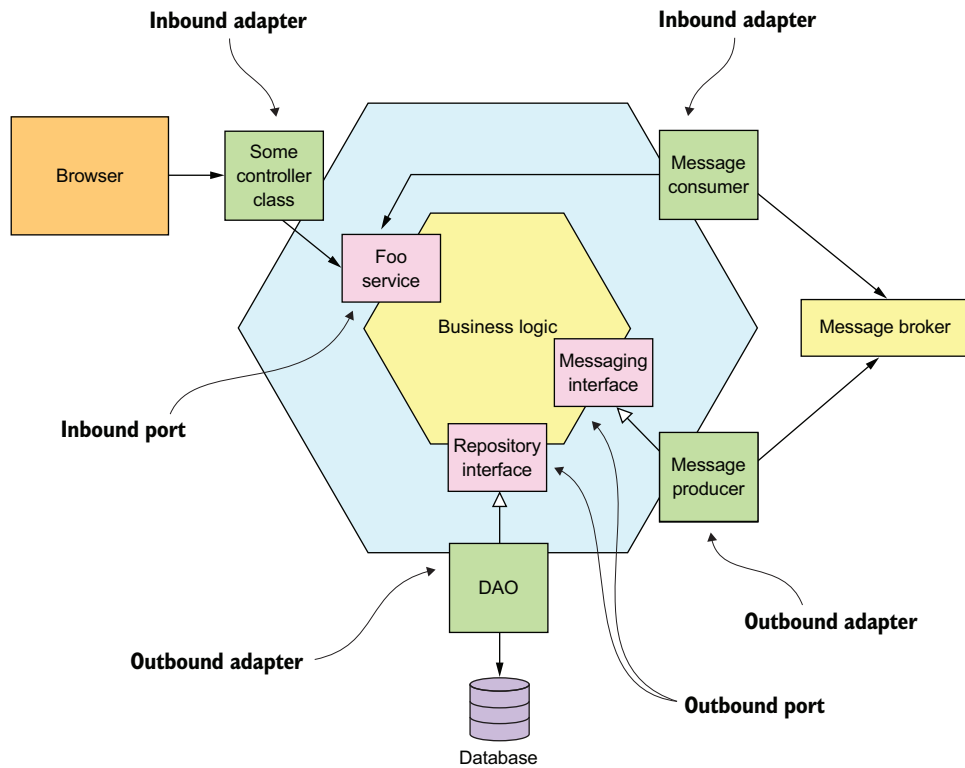 Inbound adapter
Inbound adapter
Browser
Some
controller
class
Message
consumer
Foo
service
Business logic
Message broker
Messaging
interface
Inbound port
Repository
interface
Message
producer
DAO
Outbound adapter
Outbound adapter
Outbound port
Database